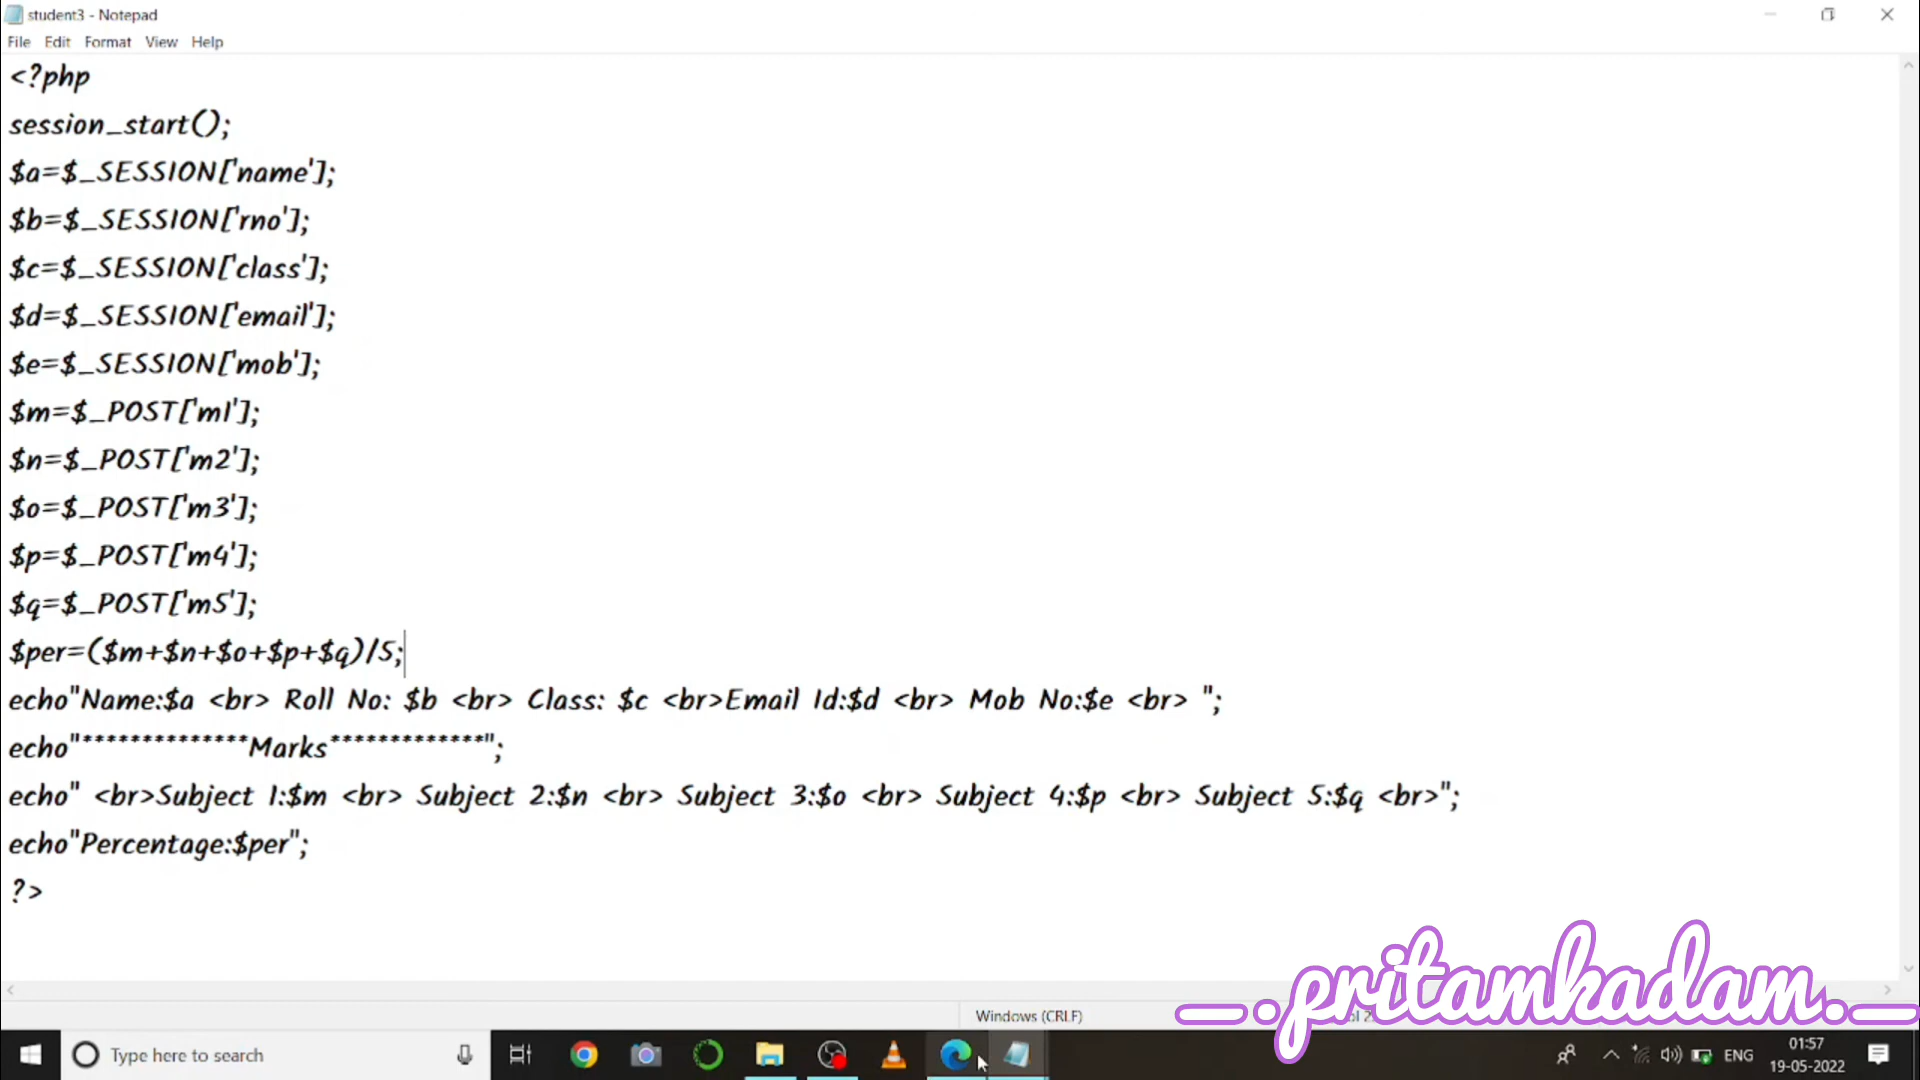 student3 - Notepad
File Edit Format View Help
<?php
session_start();
$a=$_SESSION['name'];
$b=$_SESSION['rno'];
$c=$_SESSION['class'];
$d=$_SESSION['email'];
$e=$_SESSION['mob'];
$m=$_POST['m1'];
$n=$_POST['m2'];
$o=$_POST['m3'];
$p=$_POST['m4'];
$q=$_POST['m5'];
$per=($m+$n+$o+$p+$q)/5;
echo"Name:$a <br> Roll No: $b <br> Class: $c <br>Email Id:$d <br> Mob No:$e <br> ";
echo"**************Marks*************";
echo" <br>Subject 1:$m <br> Subject 2:$n <br> Subject 3:$o <br> Subject 4:$p <br> Subject 5:$q <br>";
echo"Percentage:$per";
?>
_.pritamkadam._
Windows (CRLF)
Type here to search
ENG
01:57
19-05-2022